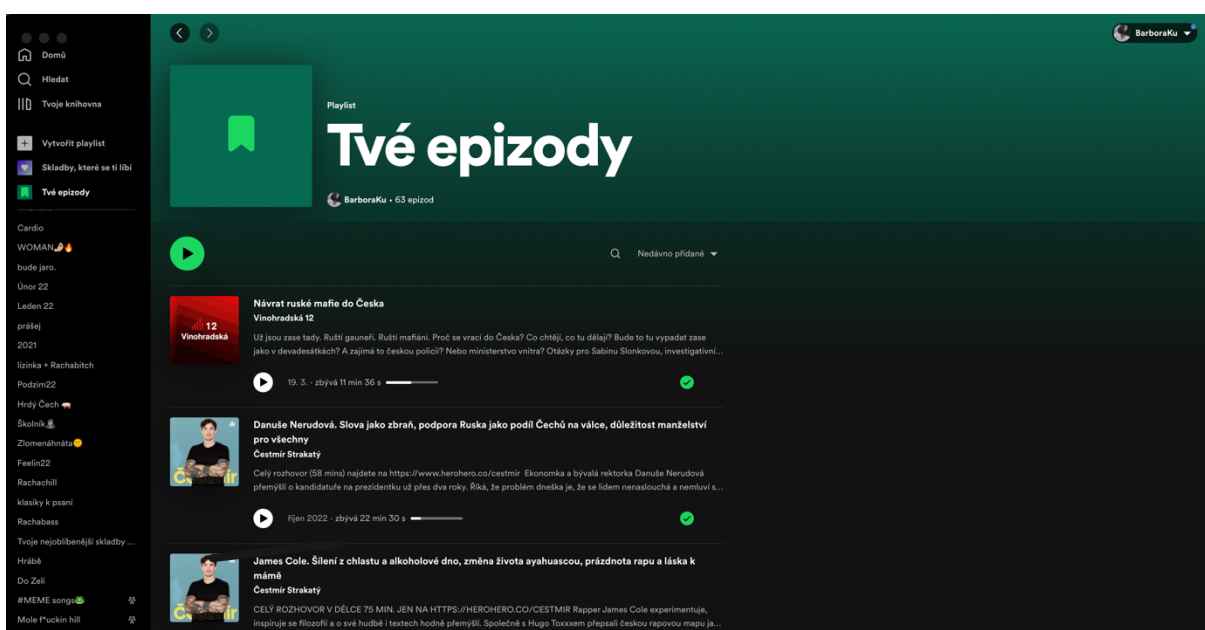 Domů
Hledat
Tvoje knihovna
Vytvořit playlist
Skladby, které se ti líbí
Tvé epizody
Cardio
WOMAN🤌🔥
bude jaro.
Únor 22
Leden 22
prášej
2021
lízinka + Rachabitch
Podzim22
Hrdý Čech
Školník
Zlomenáhnáta
Feelin22
Rachachill
klasiky k psaní
Rachabass
Tvoje nejoblíbenější skladby ...
Hrábě
Do Zelí
#MEME songs🐸
Mole f*uckin hill
BarboraKu
Playlist
Tvé epizody
BarboraKu • 63 epizod
Nedávno přidané
12
Vinohradská
Návrat ruské mafie do Česka
Vinohradská 12
Už jsou zase tady. Ruští gauneři. Ruští mafiáni. Proč se vrací do Česka? Co chtějí, co tu dělají? Bude to tu vypadat zase
jako v devadesátkách? A zajímá to českou policii? Nebo ministerstvo vnitra? Otázky pro Sabinu Slonkovou, investigativní...
19. 3. · zbývá 11 min 36 s
Čestmír
Danuše Nerudová. Slova jako zbraň, podpora Ruska jako podíl Čechů na válce, důležitost manželství
pro všechny
Čestmír Strakatý
Celý rozhovor (58 mins) najdete na https://www.herohero.co/cestmir Ekonomka a bývalá rektorka Danuše Nerudová
přemýšlí o kandidatuře na prezidentku už přes dva roky. Říká, že problém dneška je, že se lidem nenaslouchá a nemluví s...
říjen 2022 · zbývá 22 min 30 s
Čestmír
James Cole. Šílení z chlastu a alkoholové dno, změna života ayahuascou, prázdnota rapu a láska k
mámě
Čestmír Strakatý
CELÝ ROZHOVOR V DÉLCE 75 MIN. JEN NA HTTPS://HEROHERO.CO/CESTMIR Rapper James Cole experimentuje,
inspiruje se filozofií a o své hudbě i textech hodně přemýšlí. Společně s Hugo Toxxxem přepsali českou rapovou mapu ja...